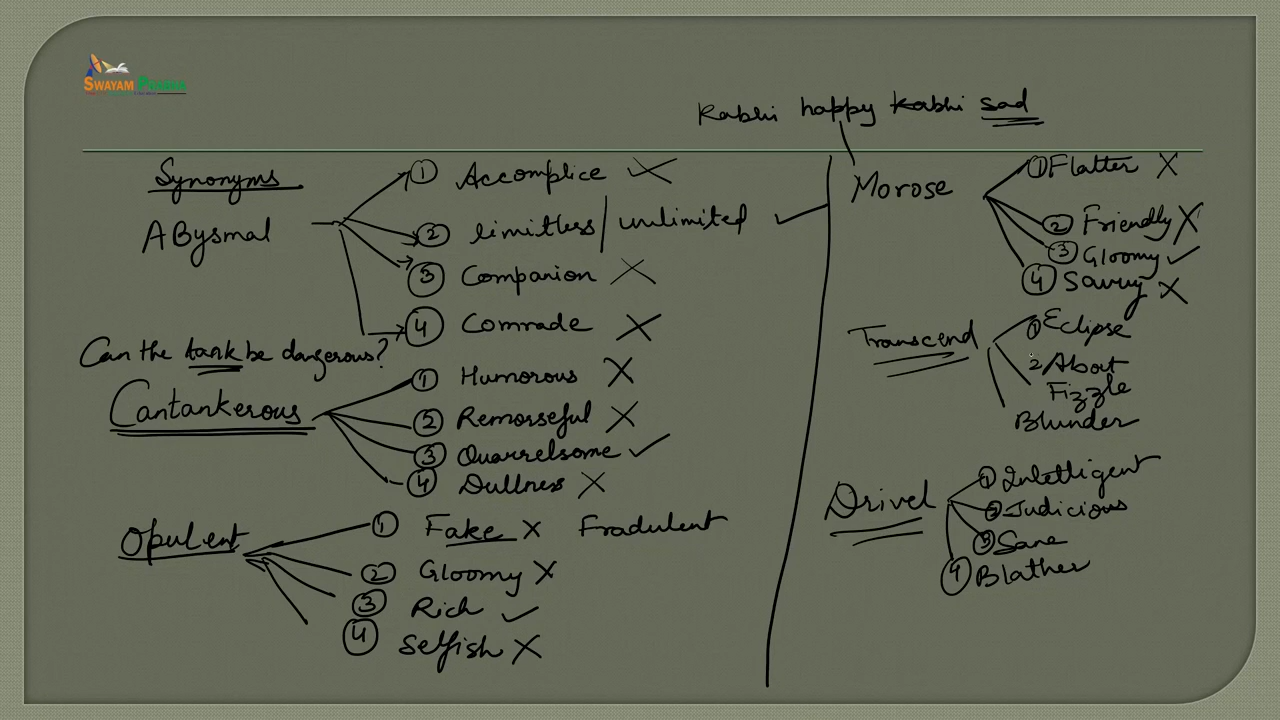 SWAYAM PRABHA
Kabhi happy kabhi sad
Synonyms
ABysmal
① Accomplice
② limitless / unlimited
③ Companion
④ Comrade
Can the tank be dangerous?
Cantankerous
① Humorous
② Remorseful
③ Quarrelsome
④ Dullness
Opulent
① Fake Fradulent
② Gloomy
③ Rich
④ Selfish
Morose
① Flatter
② Friendly
③ Gloomy
④ Savvy
Transcend
① Eclipse
2 About
Fizzle
Blunder
Drivel
① Intelligent
② Judicious
③ Sane
④ Blather